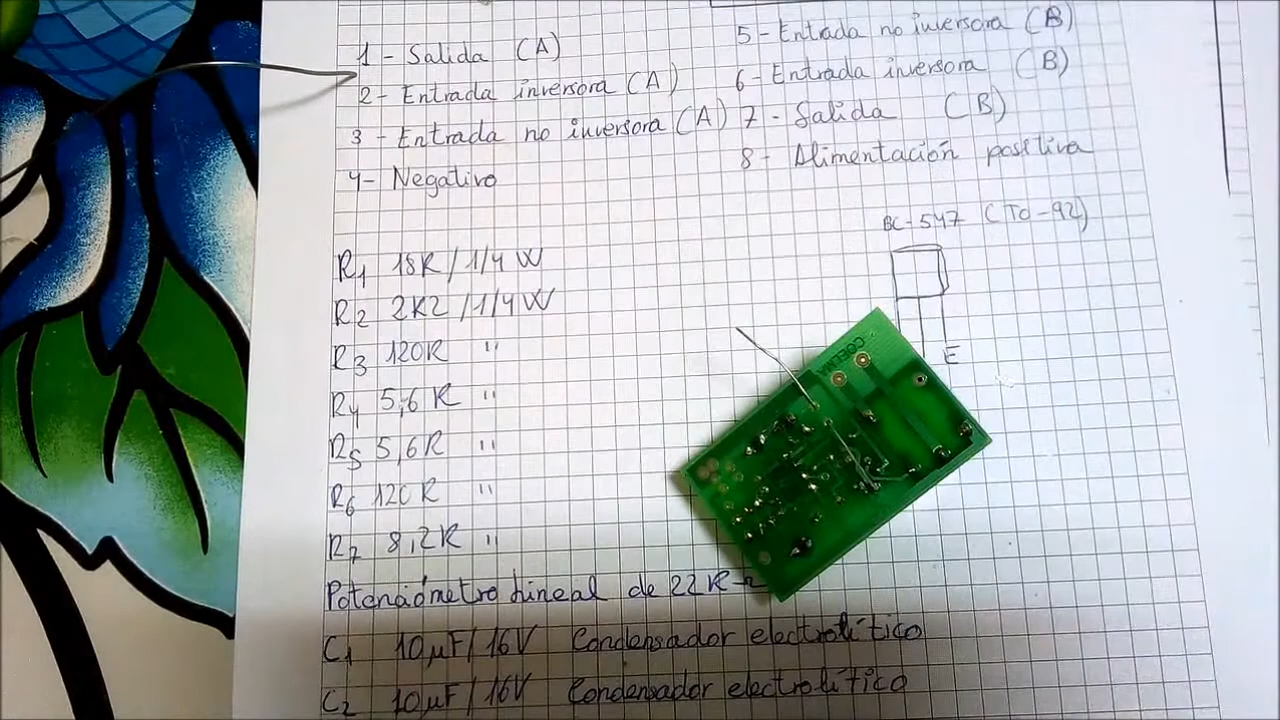 1 - Salida (A)
2 - Entrada inversora (A)
3 - Entrada no inversora (A)
4 - Negativo
5 - Entrada no inversora (B)
6 - Entrada inversora (B)
7 - Salida (B)
8 - Alimentación positiva
BC-547 (TO-92)
E
R1 18K / 1/4 W
R2 2K2 / 1/4 W
R3 120K "
R4 5,6K "
R5 5,6K "
R6 120K "
R7 8,2K "
Potenciómetro lineal de 22K
C1 10µF / 16V Condensador electrolítico
C2 10µF / 16V Condensador electrolítico